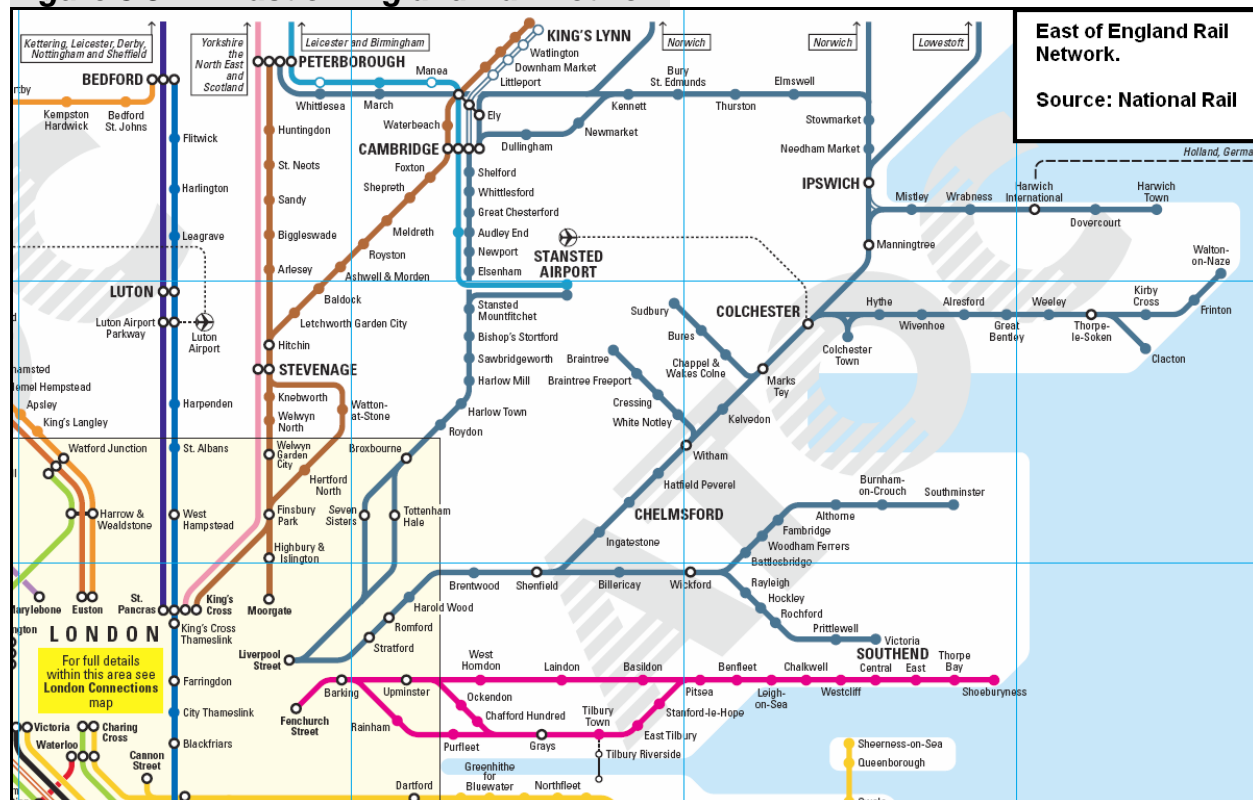 East of England Rail
Network.
Source: National Rail
Kettering, Leicester, Derby,
Nottingham and Sheffield
Yorkshire
the
North East
and
Scotland
Leicester and Birmingham
Norwich
Norwich
Lowestoft
KING'S LYNN
Watlington
Downham Market
Littleport
PETERBOROUGH
Manea
BEDFORD
Whittlesea
March
Ely
Bury
St. Edmunds
Elmswell
Kennett
Thurston
Kempston
Hardwick
Bedford
St. Johns
Flitwick
Huntingdon
Waterbeach
CAMBRIDGE
Newmarket
Dullingham
Stowmarket
Needham Market
Holland, Germa
St. Neots
Foxton
Shelford
Shepreth
Whittlesford
IPSWICH
Mistley
Wrabness
Harwich
International
Harwich
Town
Dovercourt
Harlington
Sandy
Great Chesterford
Meldreth
Audley End
Leagrave
Biggleswade
Royston
Newport
STANSTED
AIRPORT
Manningtree
Walton-
on-Naze
Arlesey
Ashwell & Morden
Elsenham
LUTON
Baldock
Stansted
Mountfitchet
Letchworth Garden City
Sudbury
COLCHESTER
Hythe
Alresford
Weeley
Kirby
Cross
Frinton
Wivenhoe
Great
Bentley
Thorpe-
le-Soken
Luton Airport
Parkway
Luton
Airport
Hitchin
Bishop's Stortford
Bures
Colchester
Town
Clacton
STEVENAGE
Sawbridgeworth
Braintree
Chappel &
Wakes Colne
Marks
Tey
Harlow Mill
Braintree Freeport
Apsley
King's Langley
Harpenden
Knebworth
Watton-
at-Stone
Harlow Town
Cressing
Kelvedon
Welwyn
North
Roydon
White Notley
Watford Junction
St. Albans
Welwyn
Garden
City
Broxbourne
Witham
Hertford
North
Hatfield Peverel
Burnham-
on-Crouch
Southminster
Harrow &
Wealdstone
West
Hampstead
Finsbury
Park
Seven
Sisters
Tottenham
Hale
CHELMSFORD
Althorne
Fambridge
Ingatestone
Woodham Ferrers
Battlesbridge
Highbury &
Islington
Brentwood
Shenfield
Billericay
Wickford
Rayleigh
Hockley
Rochford
Prittlewell
Victoria
SOUTHEND
Central
East
Thorpe
Bay
Euston
St.
Pancras
King's
Cross
Moorgate
Harold Wood
Romford
Stratford
LONDON
King's Cross
Thameslink
Liverpool
Street
For full details
within this area see
London Connections
map
Farringdon
Barking
Upminster
West
Horndon
Laindon
Basildon
Pitsea
Benfleet
Leigh-
on-Sea
Chalkwell
Westcliff
Shoeburyness
Fenchurch
Street
Ockendon
Chafford Hundred
Tilbury
Town
Stanford-le-Hope
City Thameslink
Rainham
Purfleet
Grays
East Tilbury
Tilbury Riverside
Victoria
Charing
Cross
Waterloo
Cannon
Street
Blackfriars
Greenhithe
for
Bluewater
Dartford
Northfleet
Sheerness-on-Sea
Queenborough
ATOC